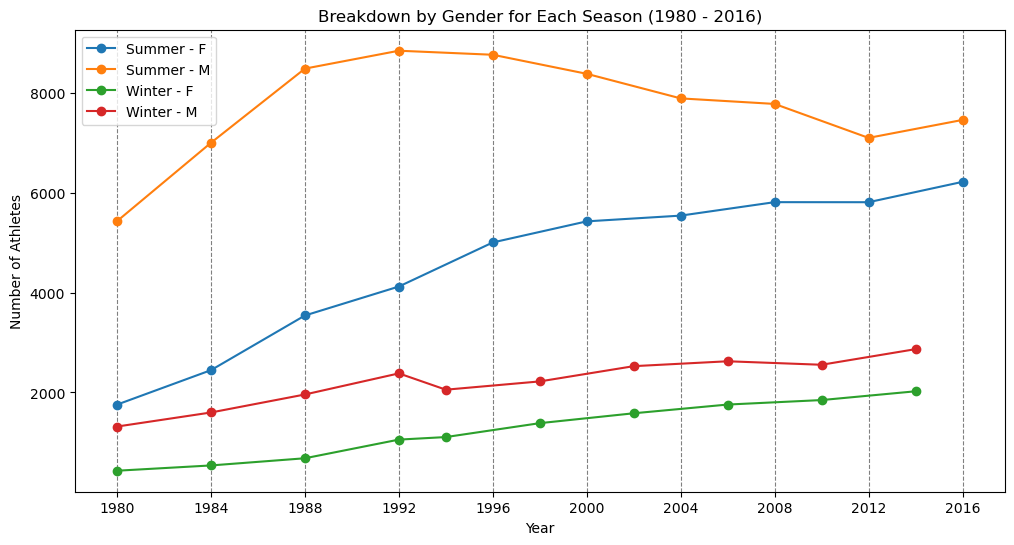 Breakdown by Gender for Each Season (1980 - 2016)
Summer - F
Summer - M
Winter - F
Winter - M
Number of Athletes
8000
6000
4000
2000
1980 1984 1988 1992 1996 2000 2004 2008 2012 2016
Year